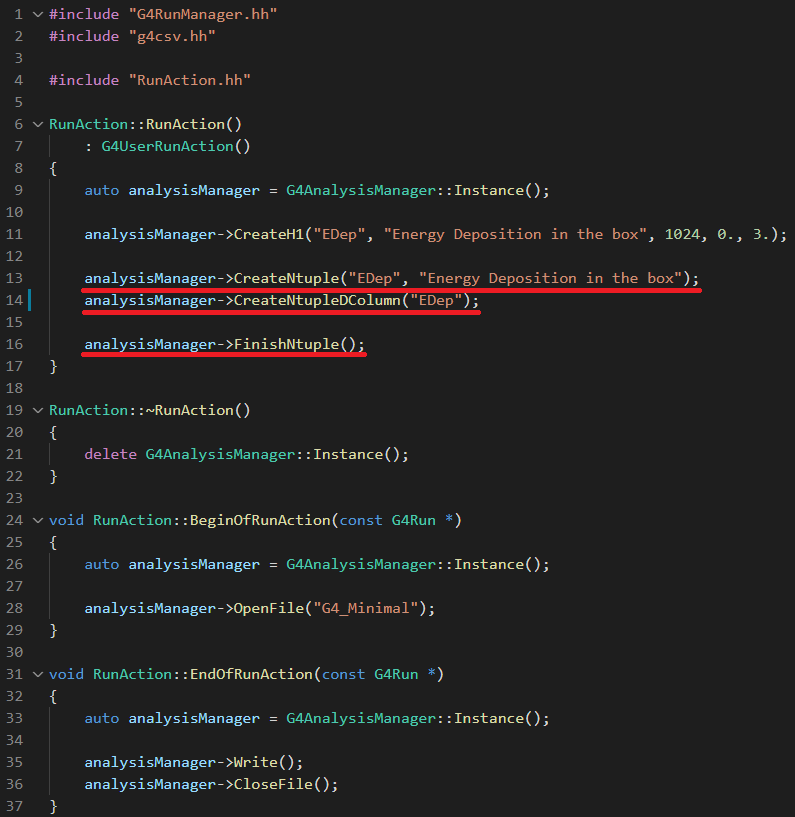 1 #include "G4RunManager.hh"
2 #include "g4csv.hh"
3
4 #include "RunAction.hh"
5
6 RunAction::RunAction()
7     : G4UserRunAction()
8 {
9     auto analysisManager = G4AnalysisManager::Instance();
10
11     analysisManager->CreateH1("EDep", "Energy Deposition in the box", 1024, 0., 3.);
12
13     analysisManager->CreateNtuple("EDep", "Energy Deposition in the box");
14     analysisManager->CreateNtupleDColumn("EDep");
15
16     analysisManager->FinishNtuple();
17 }
18
19 RunAction::~RunAction()
20 {
21     delete G4AnalysisManager::Instance();
22 }
23
24 void RunAction::BeginOfRunAction(const G4Run *)
25 {
26     auto analysisManager = G4AnalysisManager::Instance();
27
28     analysisManager->OpenFile("G4_Minimal");
29 }
30
31 void RunAction::EndOfRunAction(const G4Run *)
32 {
33     auto analysisManager = G4AnalysisManager::Instance();
34
35     analysisManager->Write();
36     analysisManager->CloseFile();
37 }